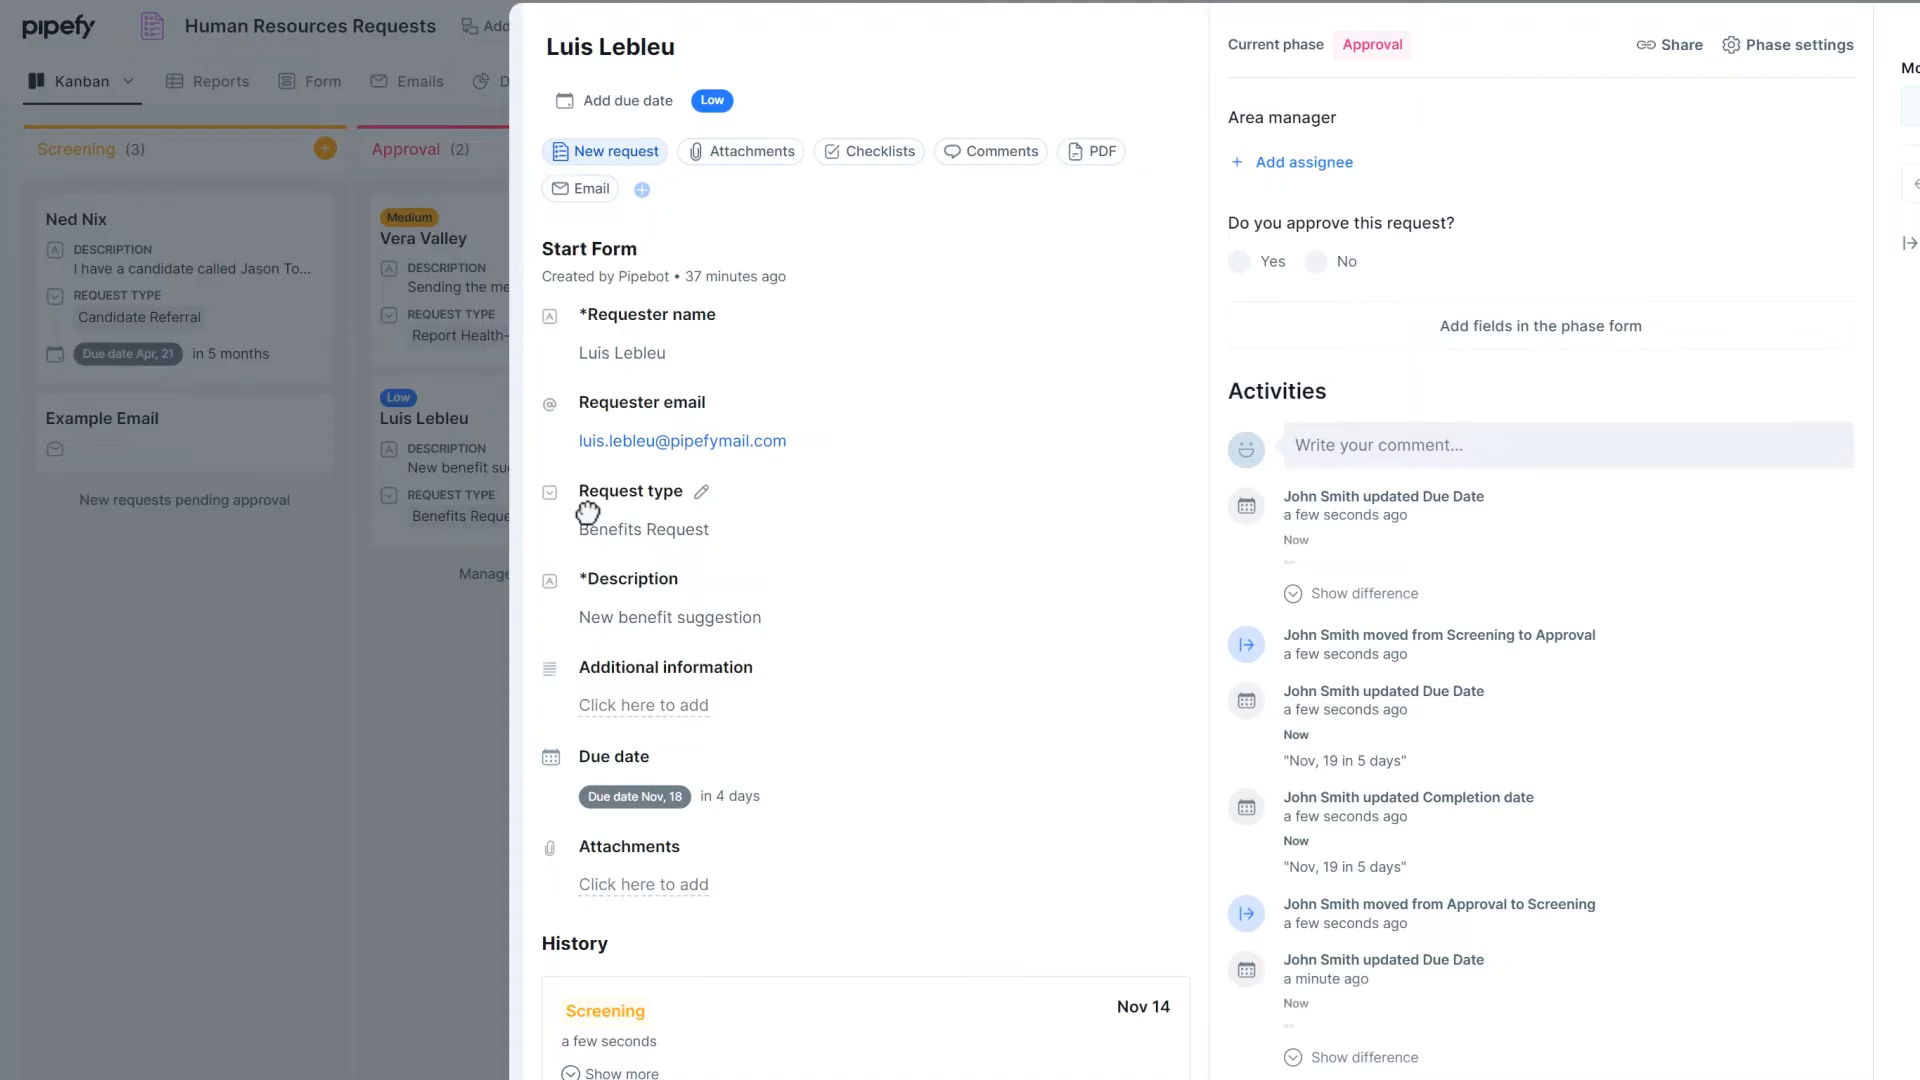 pipefy
Human Resources Requests
Add
Kanban
Reports
Form
Emails
D
Screening (3)
Approval (2)
Ned Nix
DESCRIPTION
I have a candidate called Jason To...
REQUEST TYPE
Candidate Referral
Due date Apr, 21 in 5 months
Example Email
New requests pending approval
Medium
Vera Valley
DESCRIPTION
Sending the me
REQUEST TYPE
Report Health-
Low
Luis Lebleu
DESCRIPTION
New benefit su
REQUEST TYPE
Benefits Reque
Manage
Luis Lebleu
Add due date
Low
New request
Attachments
Checklists
Comments
PDF
Email
Start Form
Created by Pipebot • 37 minutes ago
*Requester name
Luis Lebleu
Requester email
luis.lebleu@pipefymail.com
Request type
Benefits Request
*Description
New benefit suggestion
Additional information
Click here to add
Due date
Due date Nov, 18 in 4 days
Attachments
Click here to add
History
Screening
Nov 14
a few seconds
Show more
Current phase Approval
Share
Phase settings
Area manager
+ Add assignee
Do you approve this request?
Yes
No
Add fields in the phase form
Activities
Write your comment...
John Smith updated Due Date
a few seconds ago
Now
""
Show difference
John Smith moved from Screening to Approval
a few seconds ago
John Smith updated Due Date
a few seconds ago
Now
"Nov, 19 in 5 days"
John Smith updated Completion date
a few seconds ago
Now
"Nov, 19 in 5 days"
John Smith moved from Approval to Screening
a few seconds ago
John Smith updated Due Date
a minute ago
Now
""
Show difference
Mo